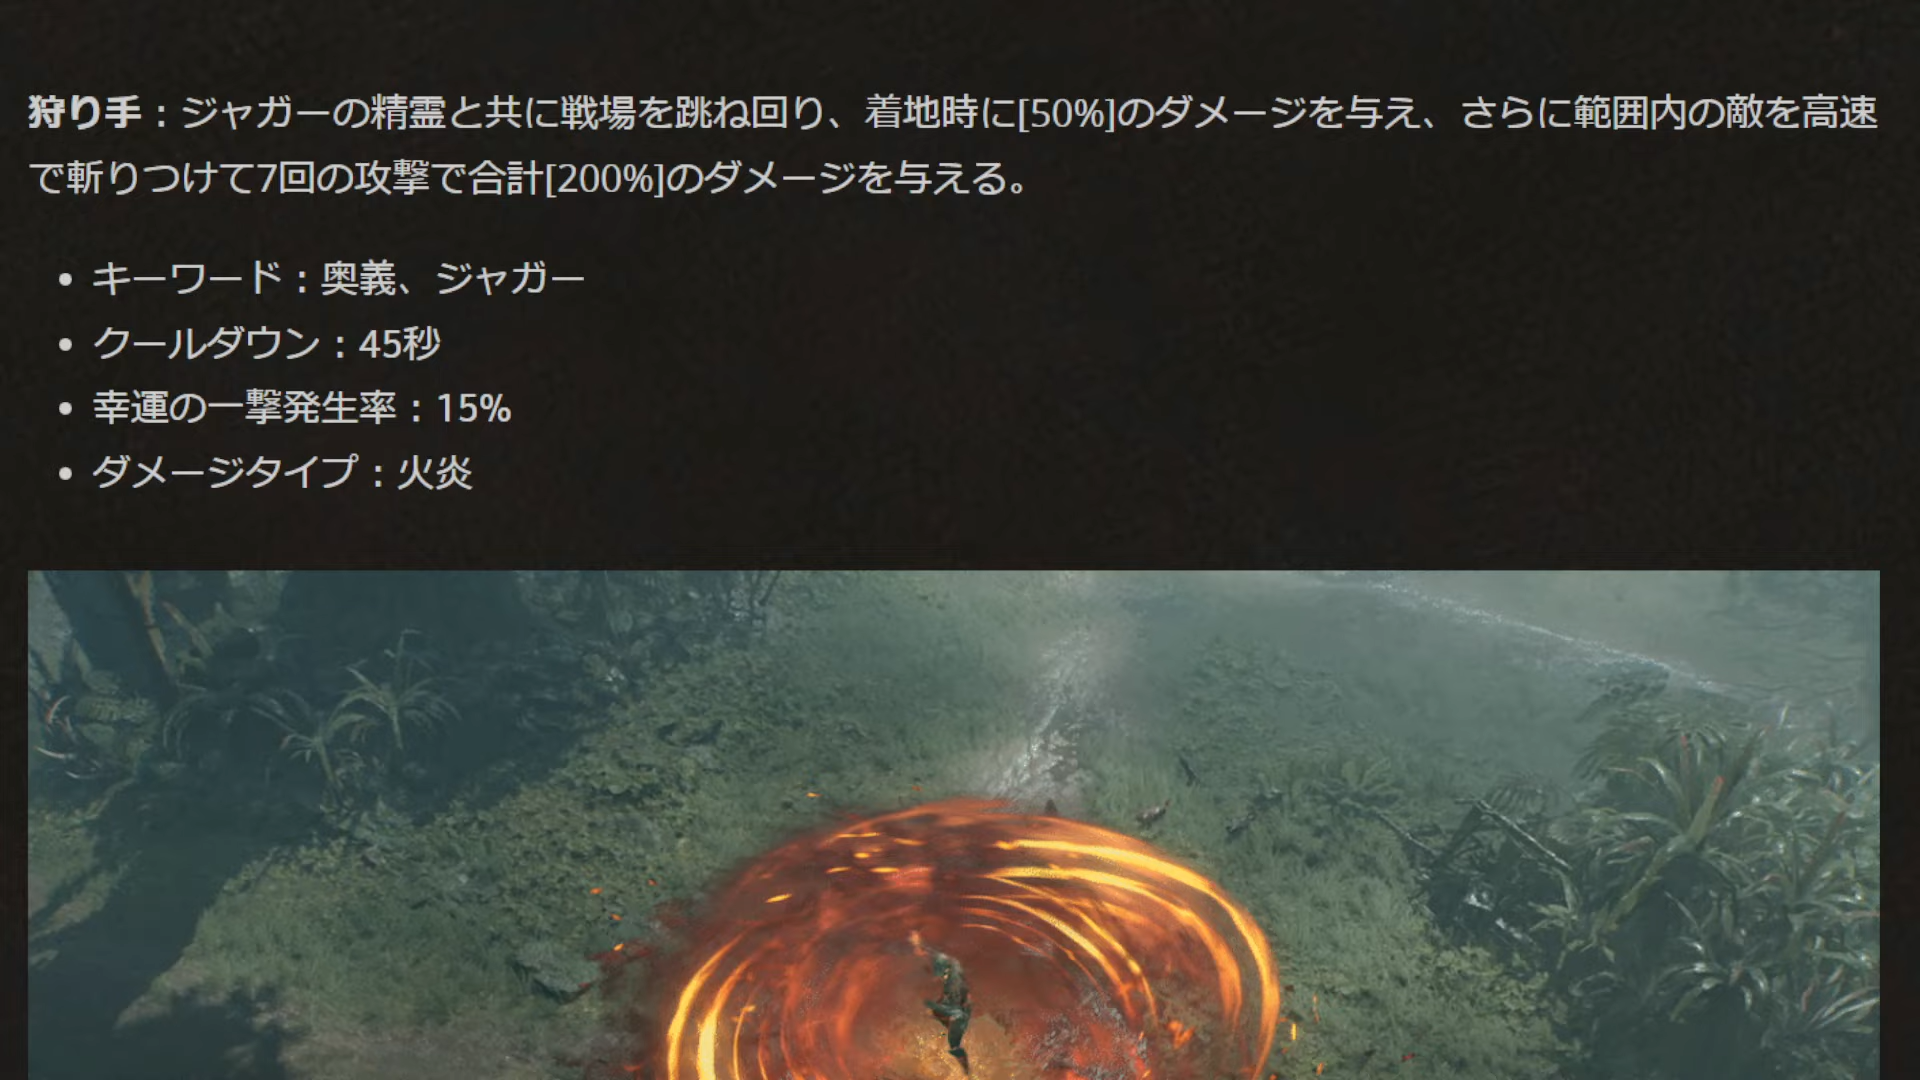 狩り手：ジャガーの精霊と共に戦場を跳ね回り、着地時に[50%]のダメージを与え、さらに範囲内の敵を高速
で斬りつけて7回の攻撃で合計[200%]のダメージを与える。
• キーワード：奥義、ジャガー
• クールダウン：45秒
• 幸運の一撃発生率：15%
• ダメージタイプ：火炎